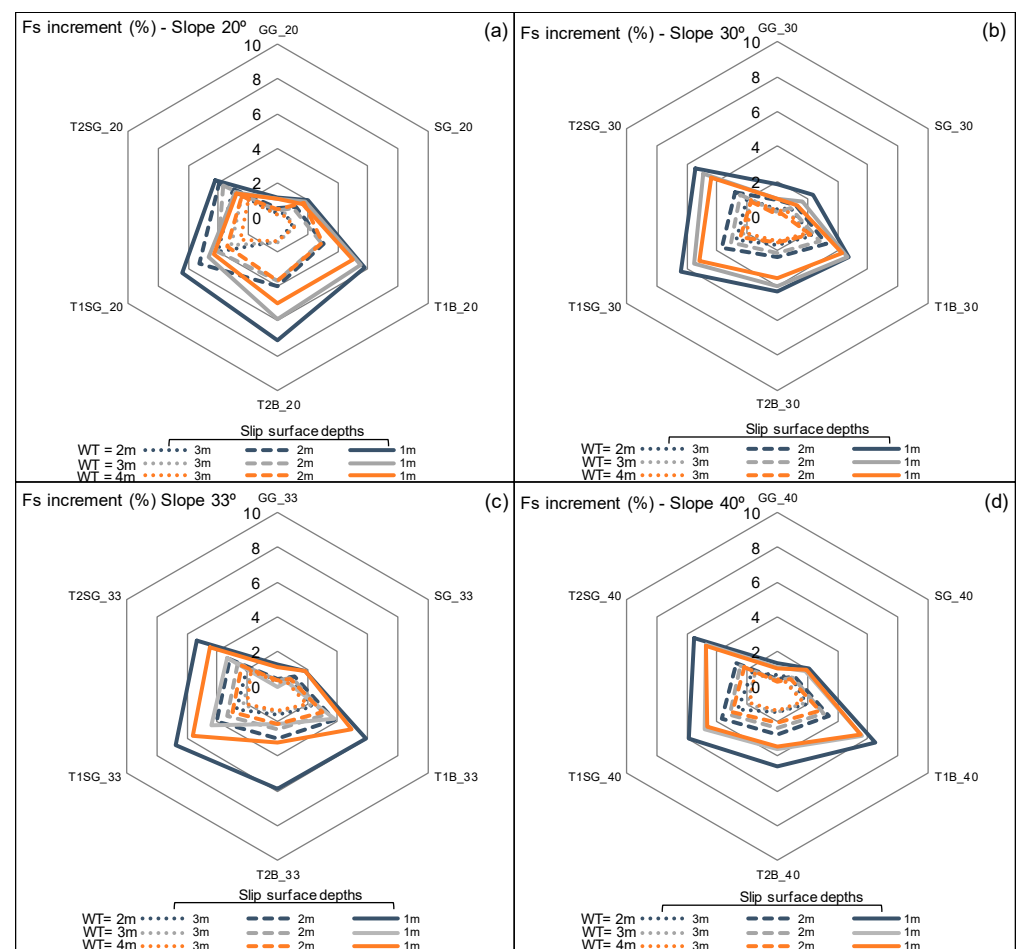 Fs increment (%) - Slope 20º
GG_20
(a)
10
8
6
4
2
0
T2SG_20
SG_20
T1SG_20
T1B_20
T2B_20
Slip surface depths
WT = 2m 3m 2m 1m
WT = 3m 3m 2m 1m
WT = 4m 3m 2m 1m
Fs increment (%) - Slope 30º
GG_30
(b)
10
8
6
4
2
0
T2SG_30
SG_30
T1SG_30
T1B_30
T2B_30
Slip surface depths
WT= 2m 3m 2m 1m
WT= 3m 3m 2m 1m
WT= 4m 3m 2m 1m
Fs increment (%) Slope 33º
GG_33
(c)
10
8
6
4
2
0
T2SG_33
SG_33
T1SG_33
T1B_33
T2B_33
Slip surface depths
WT= 2m 3m 2m 1m
WT= 3m 3m 2m 1m
WT= 4m 3m 2m 1m
Fs increment (%) - Slope 40º
GG_40
(d)
10
8
6
4
2
0
T2SG_40
SG_40
T1SG_40
T1B_40
T2B_40
Slip surface depths
WT= 2m 3m 2m 1m
WT= 3m 3m 2m 1m
WT= 4m 3m 2m 1m